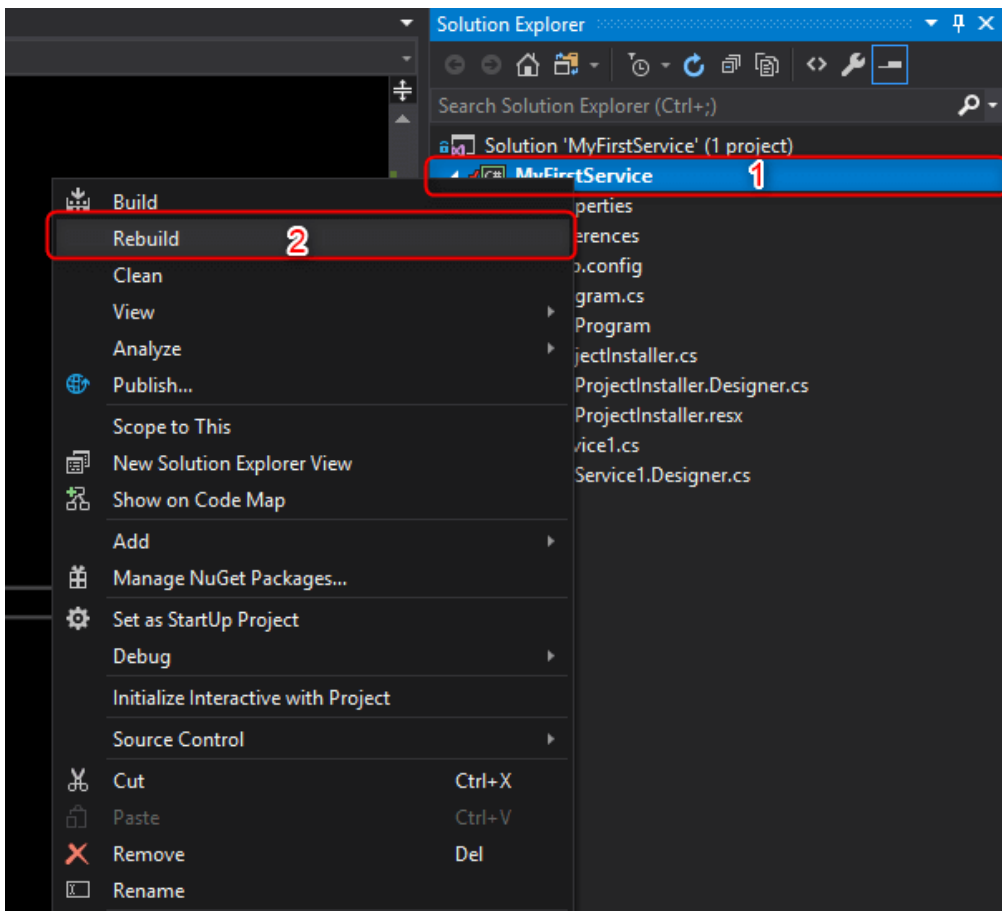 Solution Explorer
Search Solution Explorer (Ctrl+;)
Solution 'MyFirstService' (1 project)
C# MyFirstService 1
Build
perties
Rebuild 2
erences
Clean
.config
View
gram.cs
Program
Analyze
jectInstaller.cs
Publish...
ProjectInstaller.Designer.cs
ProjectInstaller.resx
Scope to This
vice1.cs
New Solution Explorer View
Service1.Designer.cs
Show on Code Map
Add
Manage NuGet Packages...
Set as StartUp Project
Debug
Initialize Interactive with Project
Source Control
Cut Ctrl+X
Paste Ctrl+V
Remove Del
Rename